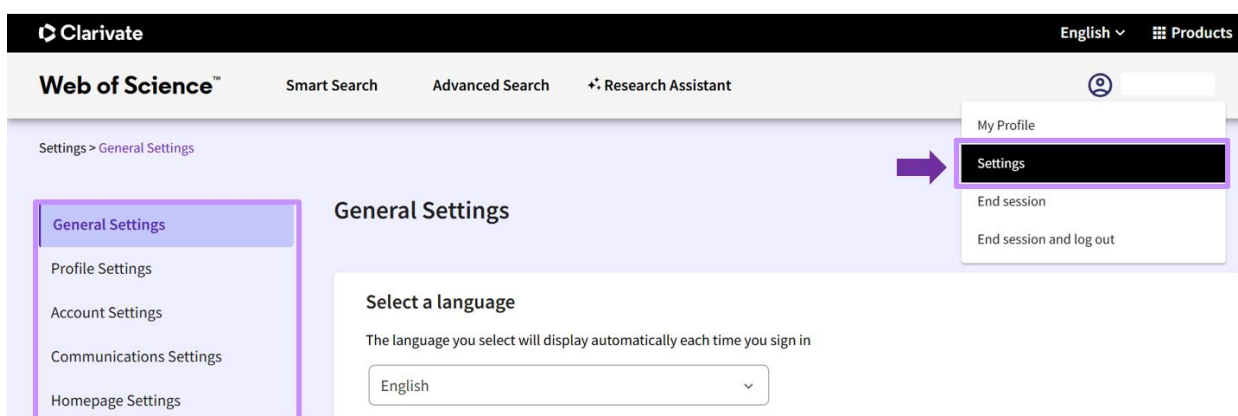 Clarivate
English
Products
Web of Science™
Smart Search
Advanced Search
Research Assistant
My Profile
Settings
End session
End session and log out
Settings > General Settings
General Settings
Profile Settings
Account Settings
Communications Settings
Homepage Settings
General Settings
Select a language
The language you select will display automatically each time you sign in
English